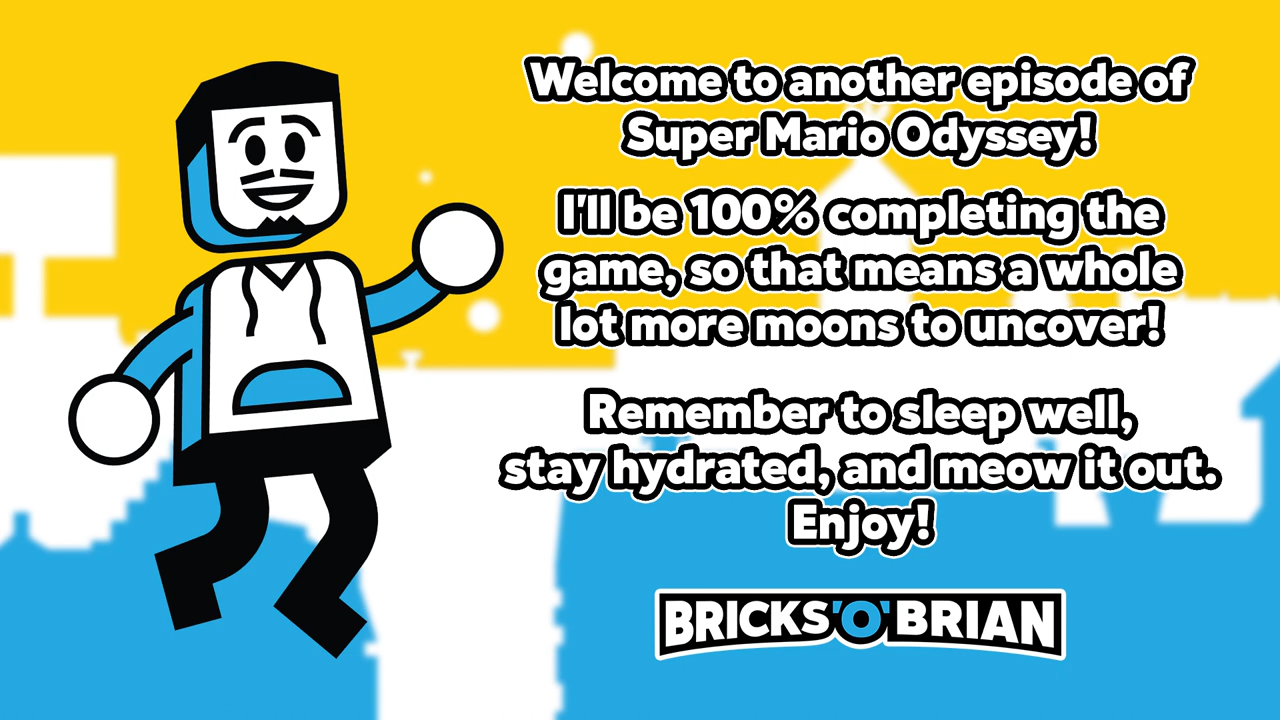 Welcome to another episode of
Super Mario Odyssey!
I'll be 100% completing the
game, so that means a whole
lot more moons to uncover!
Remember to sleep well,
stay hydrated, and meow it out.
Enjoy!
BRICKS'O'BRIAN